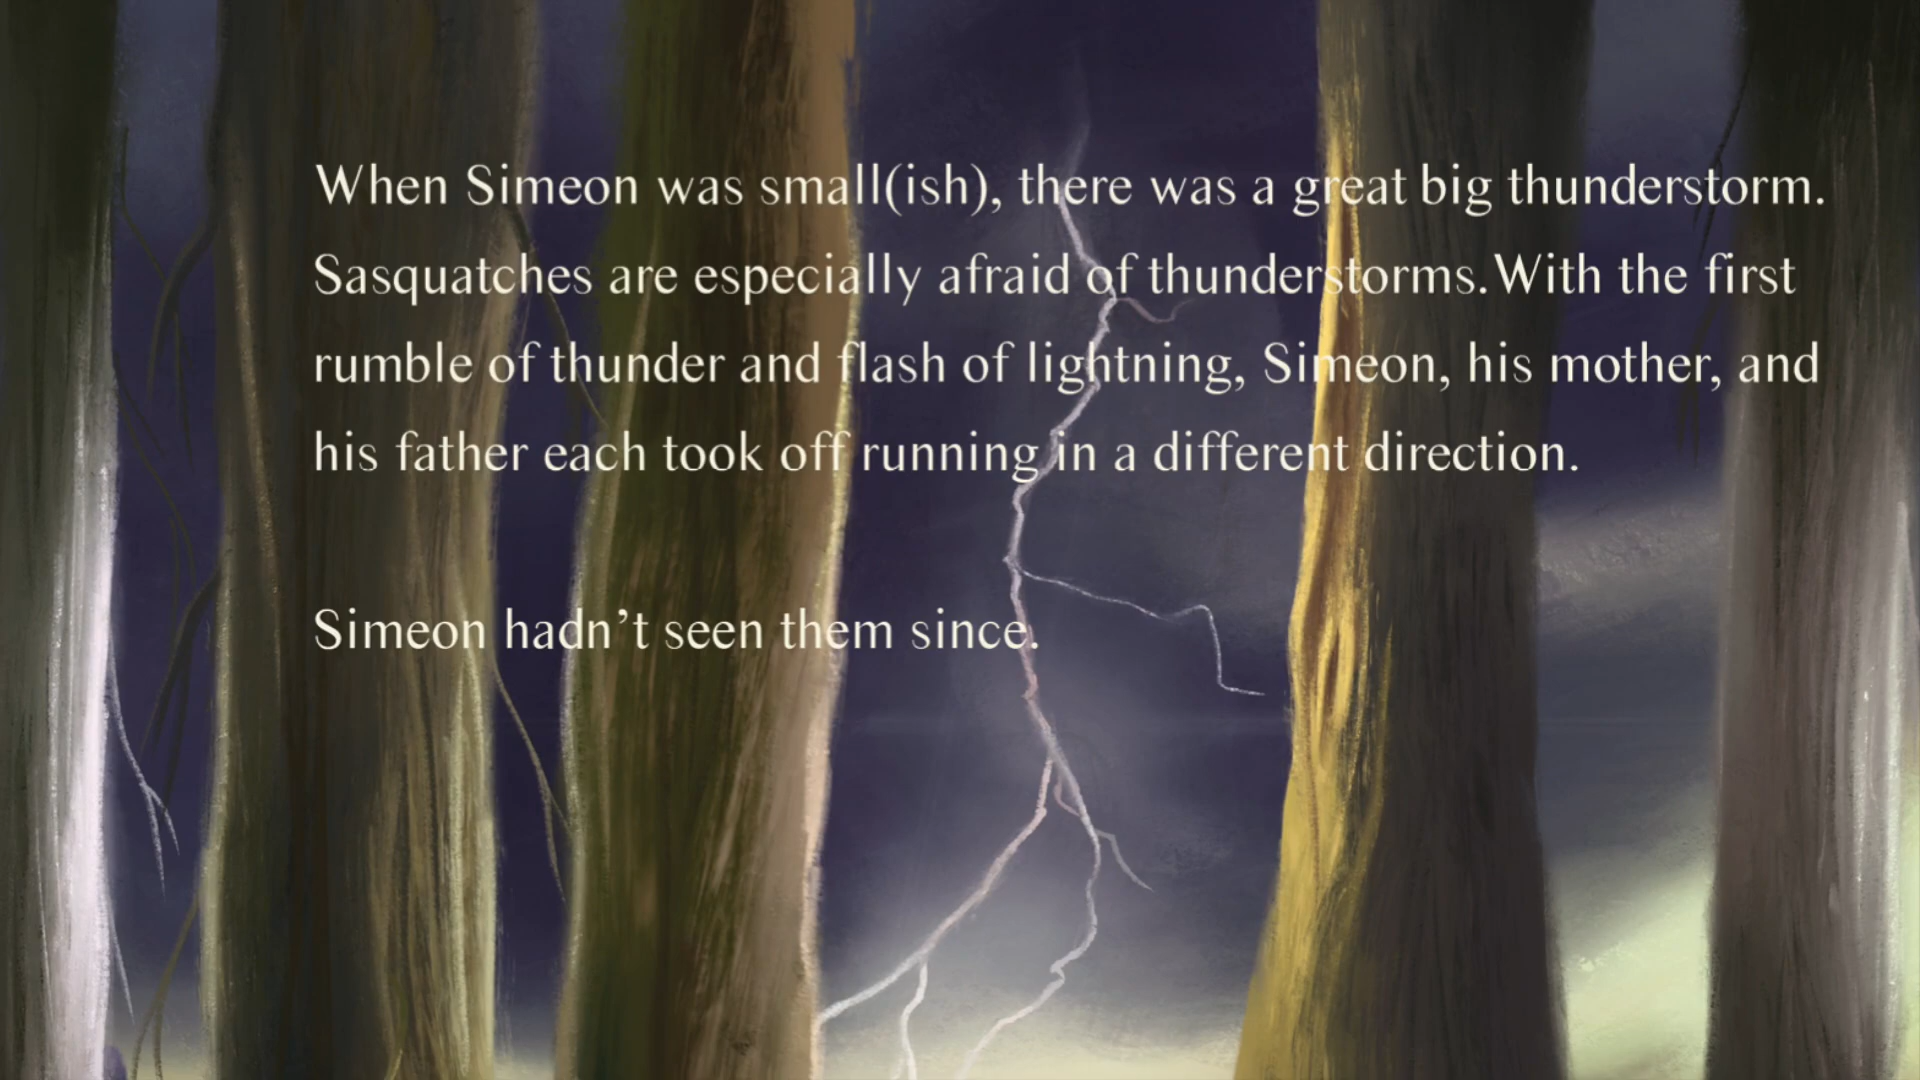 When Simeon was small(ish), there was a great big thunderstorm.
Sasquatches are especially afraid of thunderstorms. With the first
rumble of thunder and flash of lightning, Simeon, his mother, and
his father each took off running in a different direction.
Simeon hadn’t seen them since.